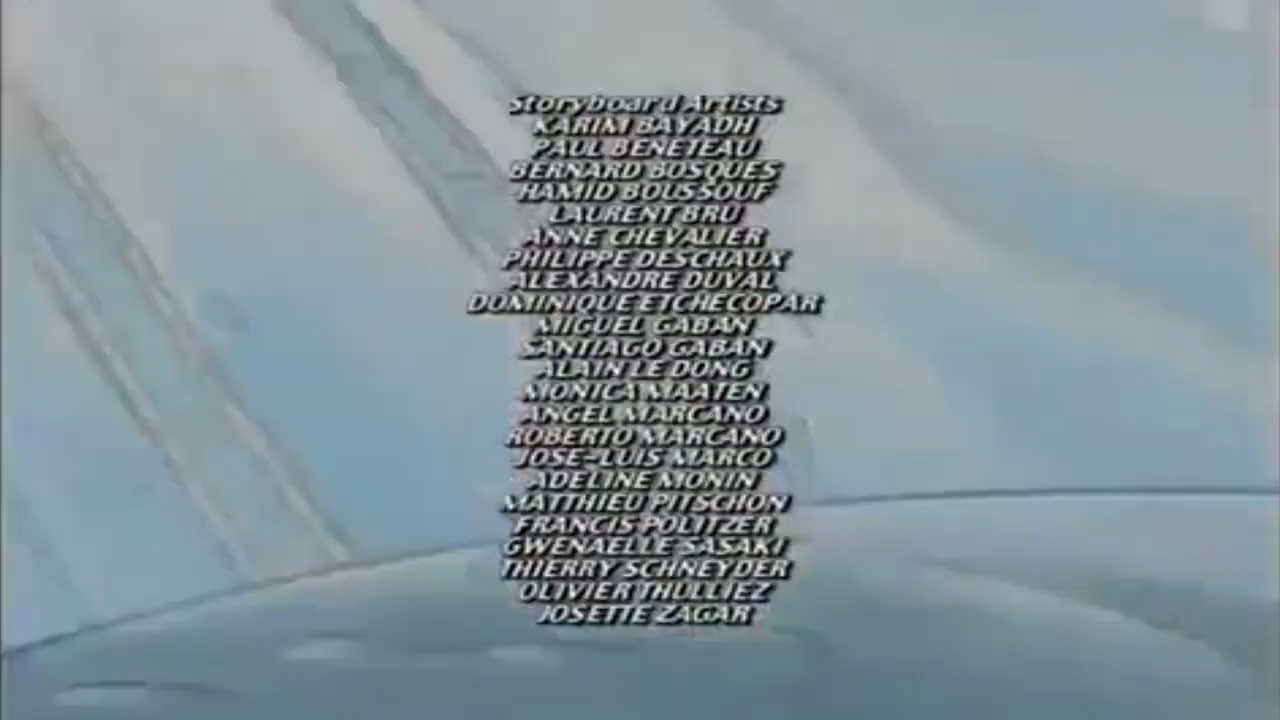 Storyboard Artists
KARIM BAYADH
PAUL BENETEAU
BERNARD BOSQUES
HAMID BOUSSOUF
LAURENT BRU
ANNE CHEVALIER
PHILIPPE DESCHAUX
ALEXANDRE DUVAL
DOMINIQUE ETCHECOPAR
MIGUEL GABAN
SANTIAGO GABAN
ALAIN LE DONG
MONICA MAATEN
ANGEL MARCANO
ROBERTO MARCANO
JOSE-LUIS MARCO
ADELINE MONIN
MATTHIEU PITSCHON
FRANCIS POLITZER
GWENAELLE SASAKI
THIERRY SCHNEYDER
OLIVIER THULLIEZ
JOSETTE ZAGAR